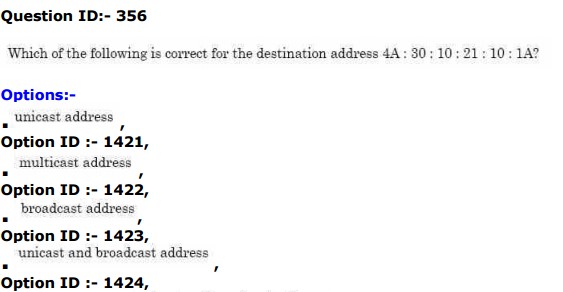 Question ID:- 356
Which of the following is correct for the destination address 4A : 30 : 10 : 21 : 10 : 1A?
Options:-
▪ unicast address ,
Option ID :- 1421,
▪ multicast address ,
Option ID :- 1422,
▪ broadcast address ,
Option ID :- 1423,
▪ unicast and broadcast address ,
Option ID :- 1424,